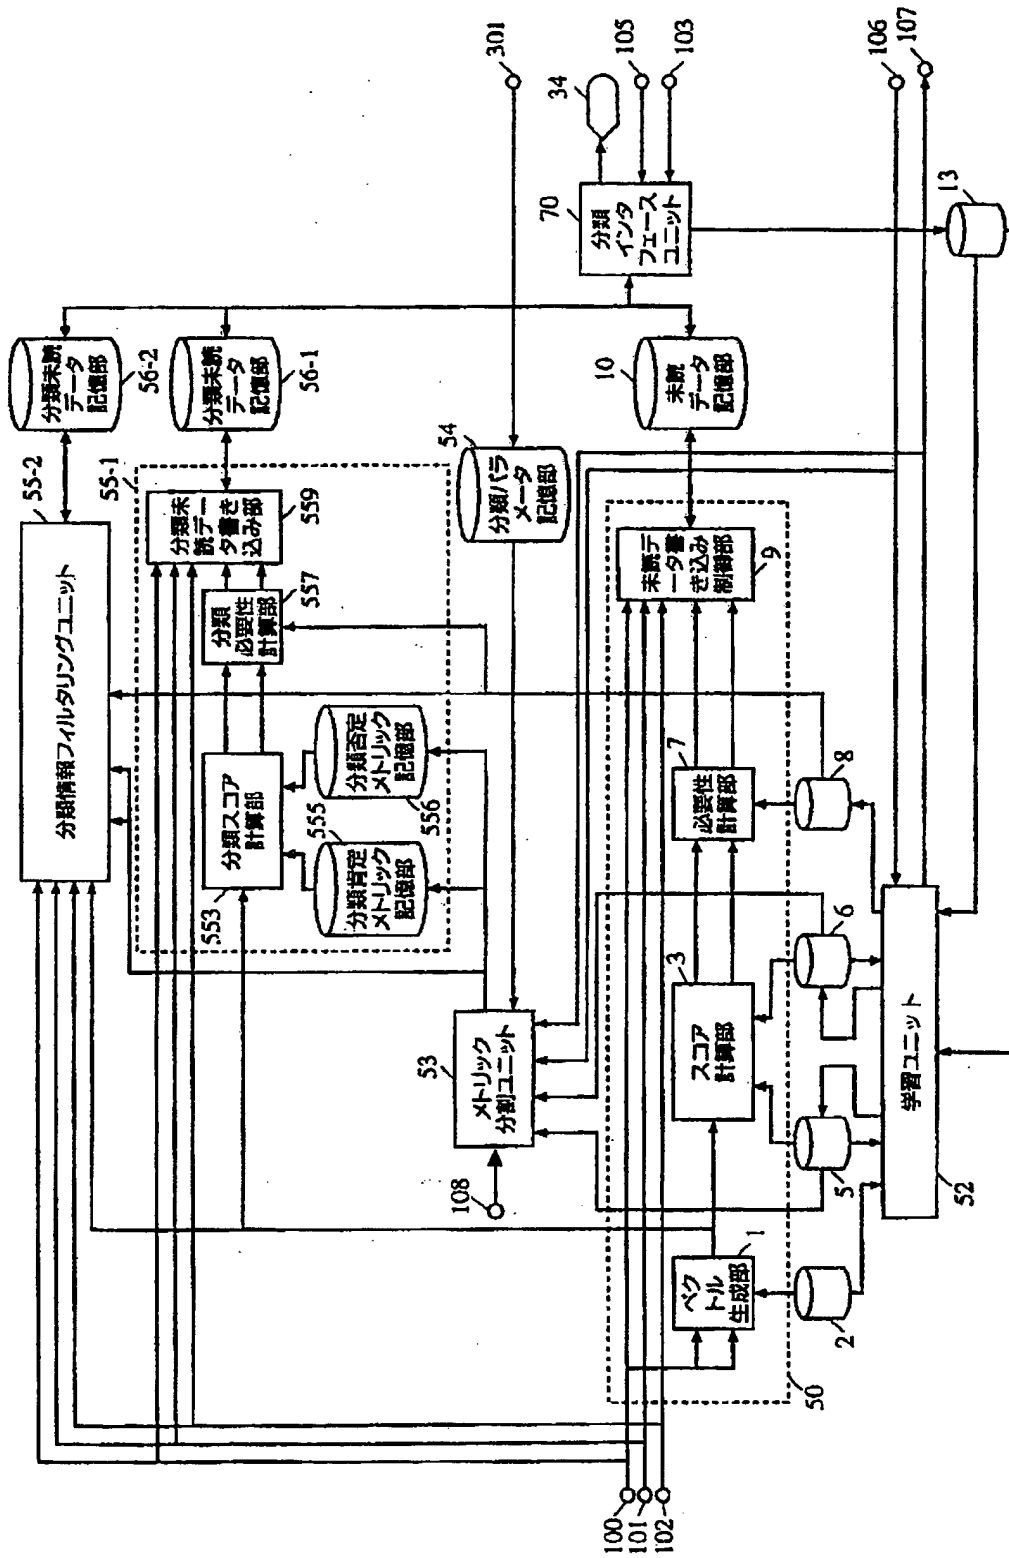 分類情報フィルタリングユニット
55-2
分類未読
データ
記憶部
56-2
分類未読
データ
記憶部
56-1
55-1
553
分類スコア
計算部
555
分類肯定
メトリック
記憶部
分類否定
メトリック
記憶部
556
分類
必要性
計算部
557
分類未
読デー
タ書き
込み部
559
301
108
53
メトリック
分割ユニット
54
分類パラ
メータ
記憶部
34
105
103
70
分類
インタ
フェース
ユニット
10
未読
データ
記憶部
100
101
102
50
1
ベク
トル
生成部
3
スコア
計算部
7
必要性
計算部
未読デ
ータ書
き込み
制御部
9
2
5
6
8
52
学習ユニット
106
107
13